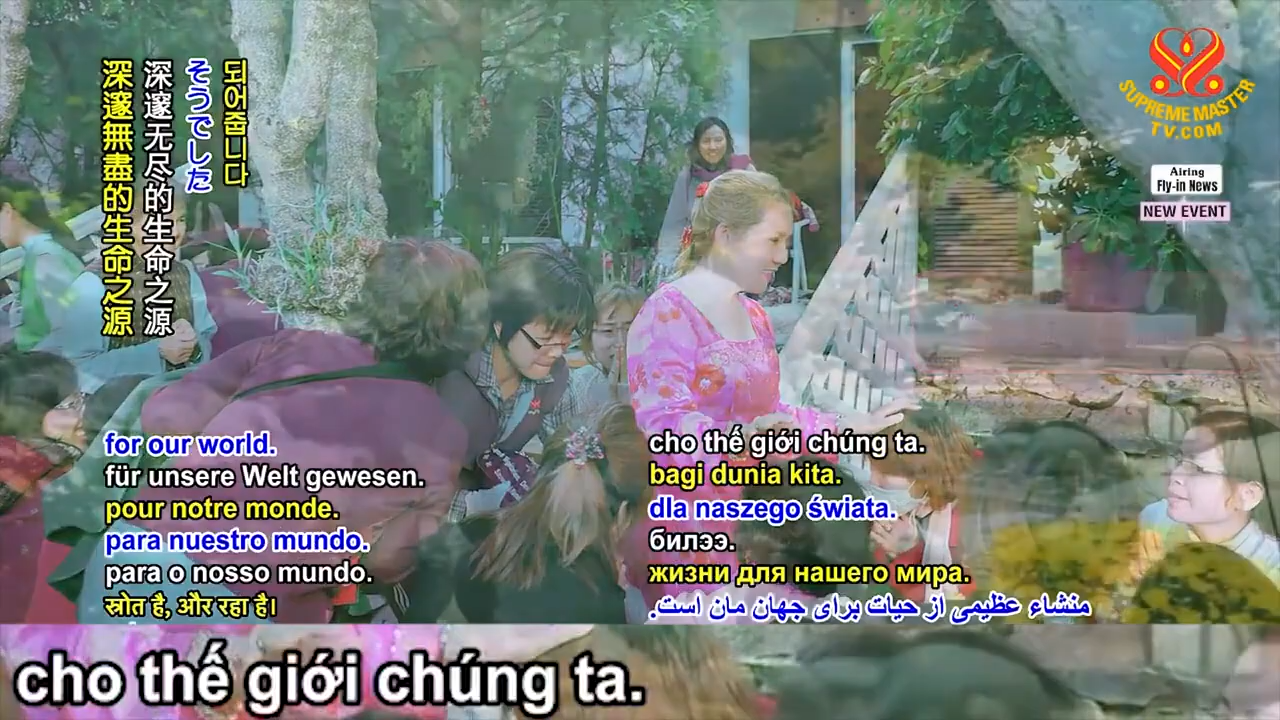 되어줍니다
そうでした
深邃无尽的生命之源
深邃無盡的生命之源
SUPREME MASTER
TV.COM
Airing
Fly-in News
NEW EVENT
for our world.
für unsere Welt gewesen.
pour notre monde.
para nuestro mundo.
para o nosso mundo.
स्रोत है, और रहा है।
cho thế giới chúng ta.
bagi dunia kita.
dla naszego świata.
билээ.
жизни для нашего мира.
منشاء عظیمی از حیات برای جهان مان است.
cho thế giới chúng ta.